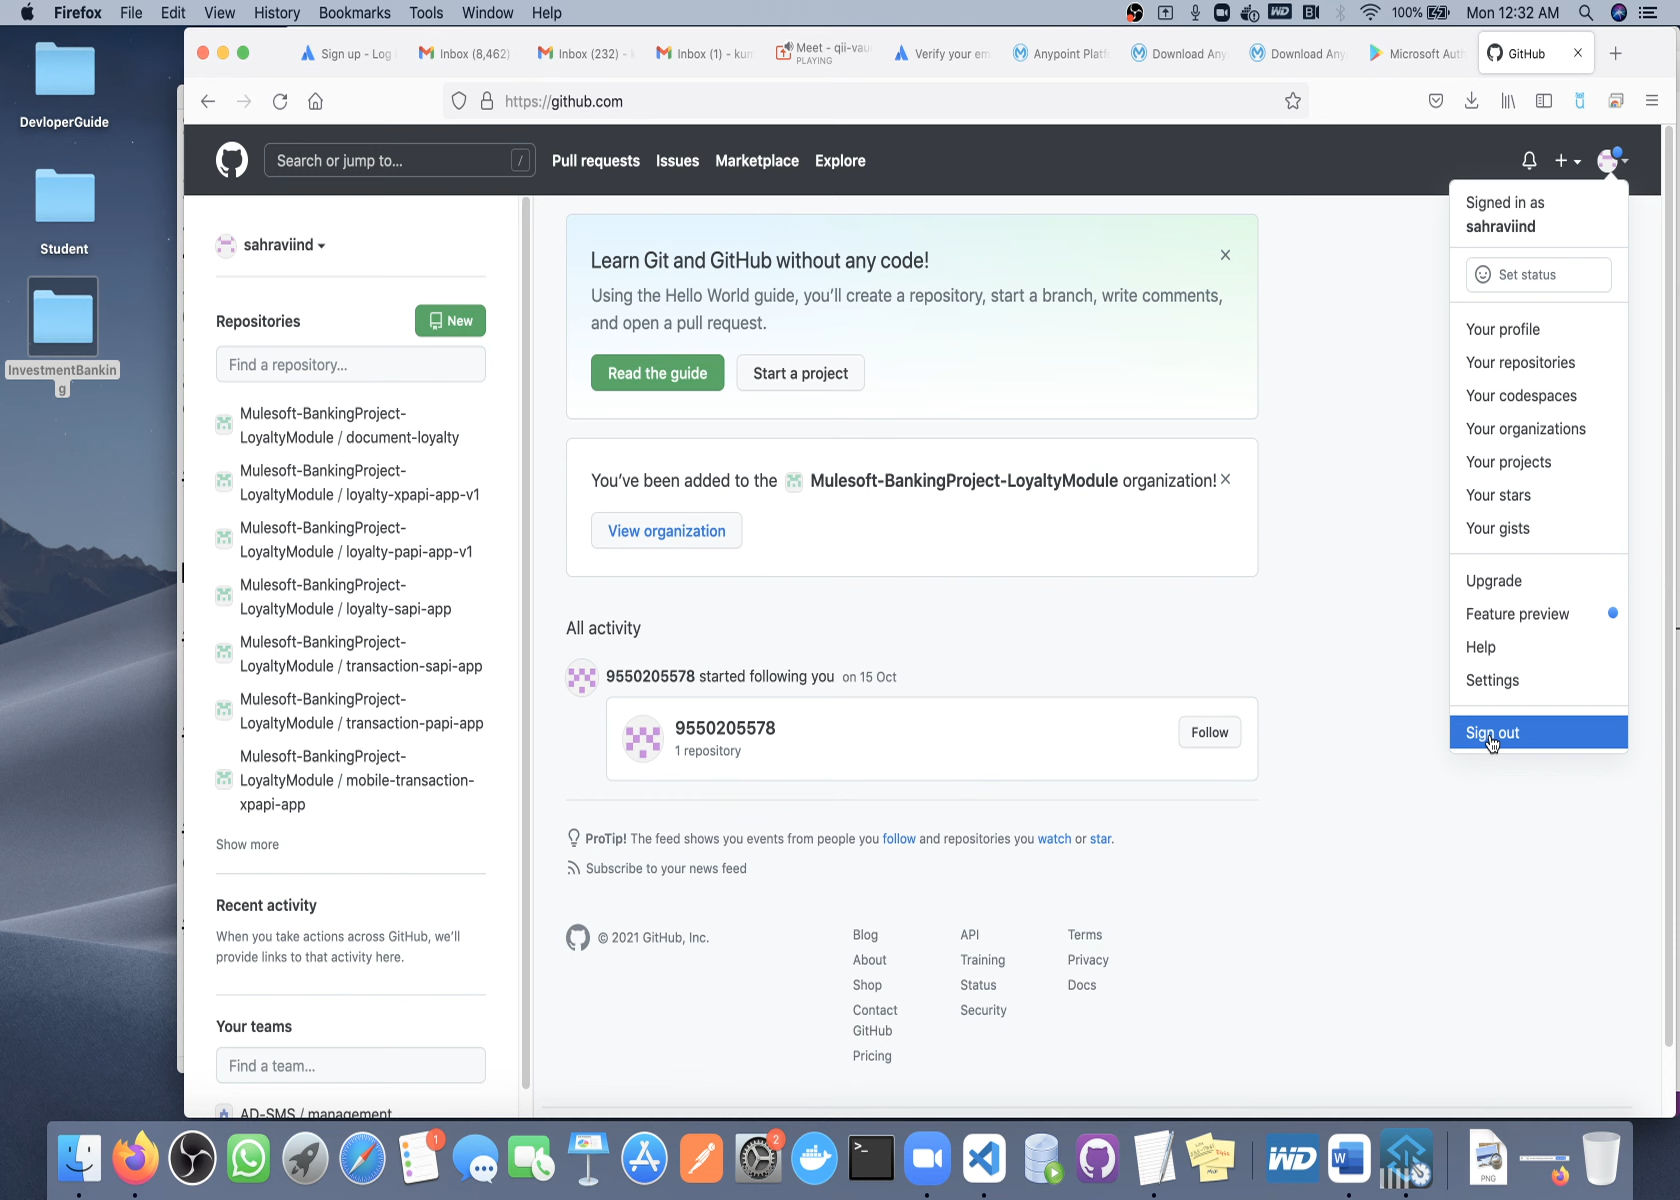 Firefox File Edit View History Bookmarks Tools Window Help
100% Mon 12:32 AM
DevloperGuide
Student
InvestmentBankin
g
Sign up - Log
Inbox (8,462)
Inbox (232) -
Inbox (1) - kum
Meet - qii-vau
PLAYING
Verify your em
Anypoint Platf
Download Any
Download Any
Microsoft Auth
GitHub
https://github.com
Search or jump to... /
Pull requests Issues Marketplace Explore
Signed in as
sahraviind
Set status
Your profile
Your repositories
Your codespaces
Your organizations
Your projects
Your stars
Your gists
Upgrade
Feature preview
Help
Settings
Sign out
sahraviind
Repositories
New
Find a repository...
Mulesoft-BankingProject-
LoyaltyModule / document-loyalty
Mulesoft-BankingProject-
LoyaltyModule / loyalty-xpapi-app-v1
Mulesoft-BankingProject-
LoyaltyModule / loyalty-papi-app-v1
Mulesoft-BankingProject-
LoyaltyModule / loyalty-sapi-app
Mulesoft-BankingProject-
LoyaltyModule / transaction-sapi-app
Mulesoft-BankingProject-
LoyaltyModule / transaction-papi-app
Mulesoft-BankingProject-
LoyaltyModule / mobile-transaction-
xpapi-app
Show more
Recent activity
When you take actions across GitHub, we'll
provide links to that activity here.
Your teams
Find a team...
AD-SMS / management
Learn Git and GitHub without any code!
Using the Hello World guide, you'll create a repository, start a branch, write comments,
and open a pull request.
Read the guide
Start a project
You've been added to the Mulesoft-BankingProject-LoyaltyModule organization!
View organization
All activity
9550205578 started following you on 15 Oct
9550205578
1 repository
Follow
ProTip! The feed shows you events from people you follow and repositories you watch or star.
Subscribe to your news feed
© 2021 GitHub, Inc.
Blog
About
Shop
Contact
GitHub
Pricing
API
Training
Status
Security
Terms
Privacy
Docs
1
2
WD
W
PNG